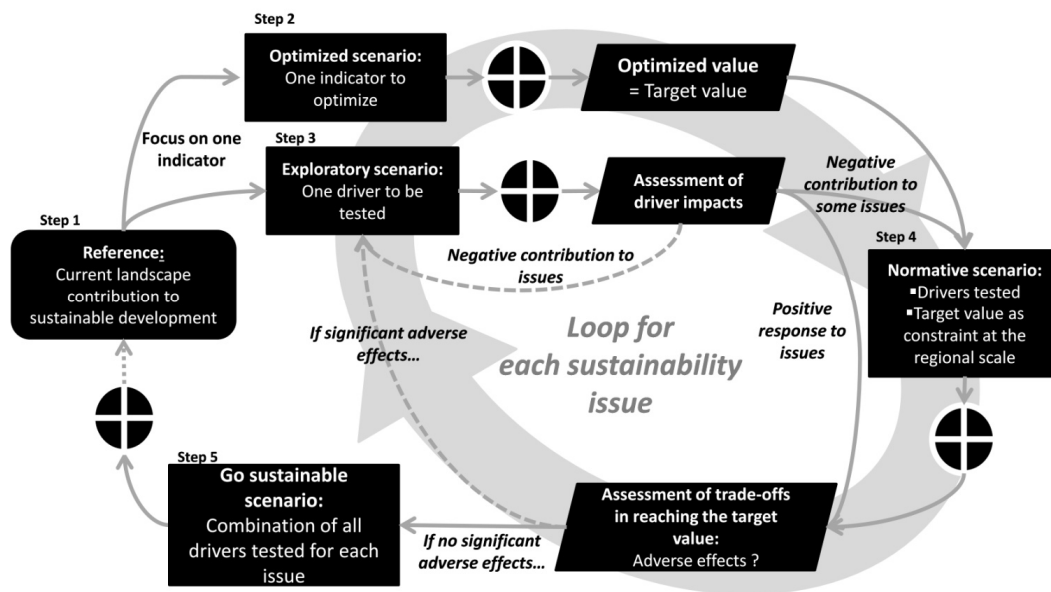 Step 2
Optimized scenario:
One indicator to
optimize
Optimized value
= Target value
Focus on one
indicator
Step 3
Exploratory scenario:
One driver to be
tested
Assessment of
driver impacts
Negative
contribution to
some issues
Step 1
Reference:
Current landscape
contribution to
sustainable development
Negative contribution to
issues
Step 4
Normative scenario:
▪Drivers tested
▪Target value as
constraint at the
regional scale
If significant adverse
effects...
Loop for
each sustainability
issue
Positive
response to
issues
Step 5
Go sustainable
scenario:
Combination of all
drivers tested for each
issue
If no significant
adverse effects...
Assessment of trade-offs
in reaching the target
value:
Adverse effects ?